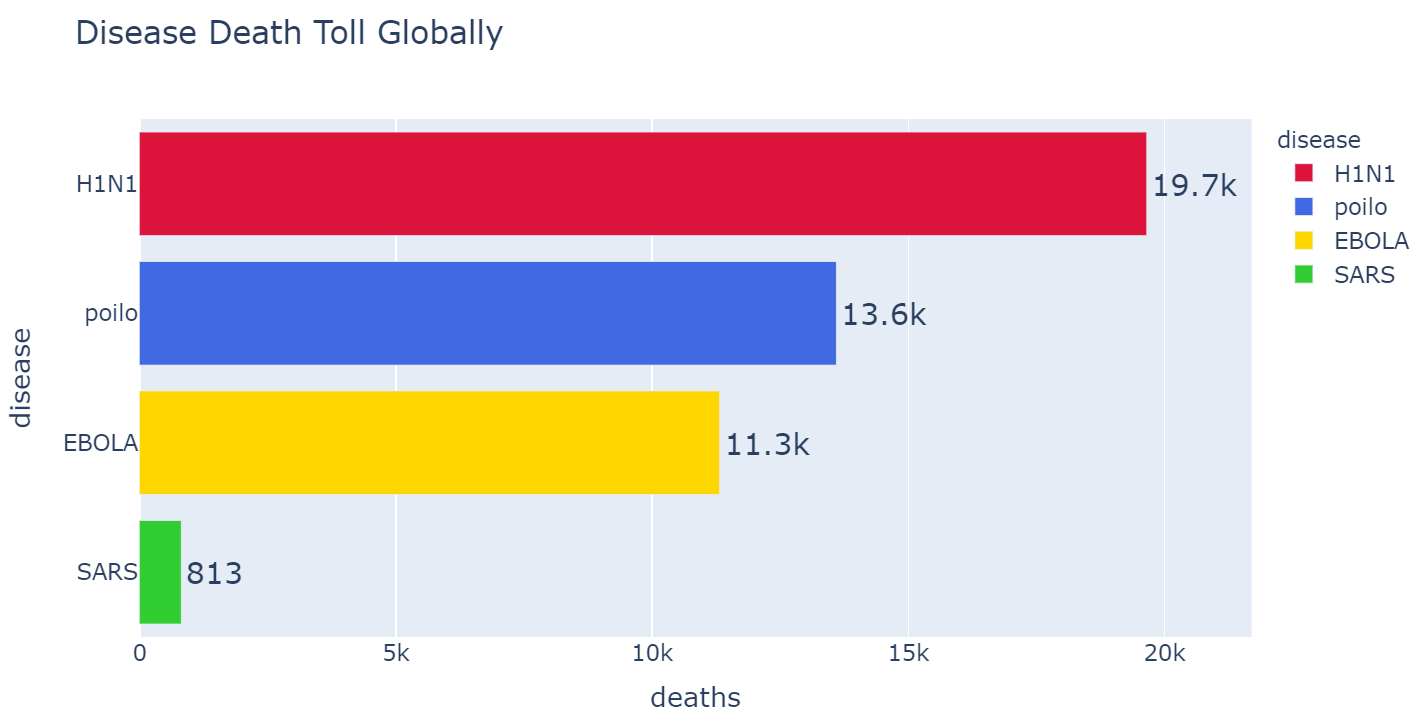 Disease Death Toll Globally
disease
H1N1
poilo
EBOLA
SARS
19.7k
13.6k
11.3k
813
0 5k 10k 15k 20k
deaths
disease
H1N1
poilo
EBOLA
SARS